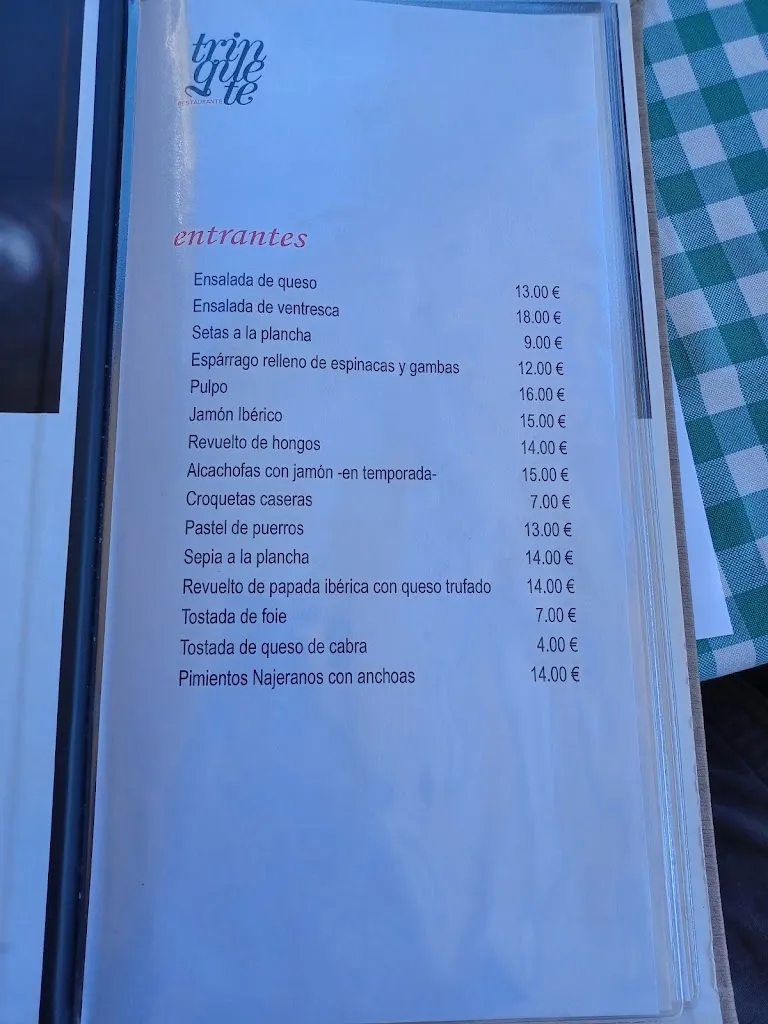 trin
que
te
RESTAURANTE
entrantes
Ensalada de queso 13.00 €
Ensalada de ventresca 18.00 €
Setas a la plancha 9.00 €
Espárrago relleno de espinacas y gambas 12.00 €
Pulpo 16.00 €
Jamón Ibérico 15.00 €
Revuelto de hongos 14.00 €
Alcachofas con jamón -en temporada- 15.00 €
Croquetas caseras 7.00 €
Pastel de puerros 13.00 €
Sepia a la plancha 14.00 €
Revuelto de papada ibérica con queso trufado 14.00 €
Tostada de foie 7.00 €
Tostada de queso de cabra 4.00 €
Pimientos Najeranos con anchoas 14.00 €